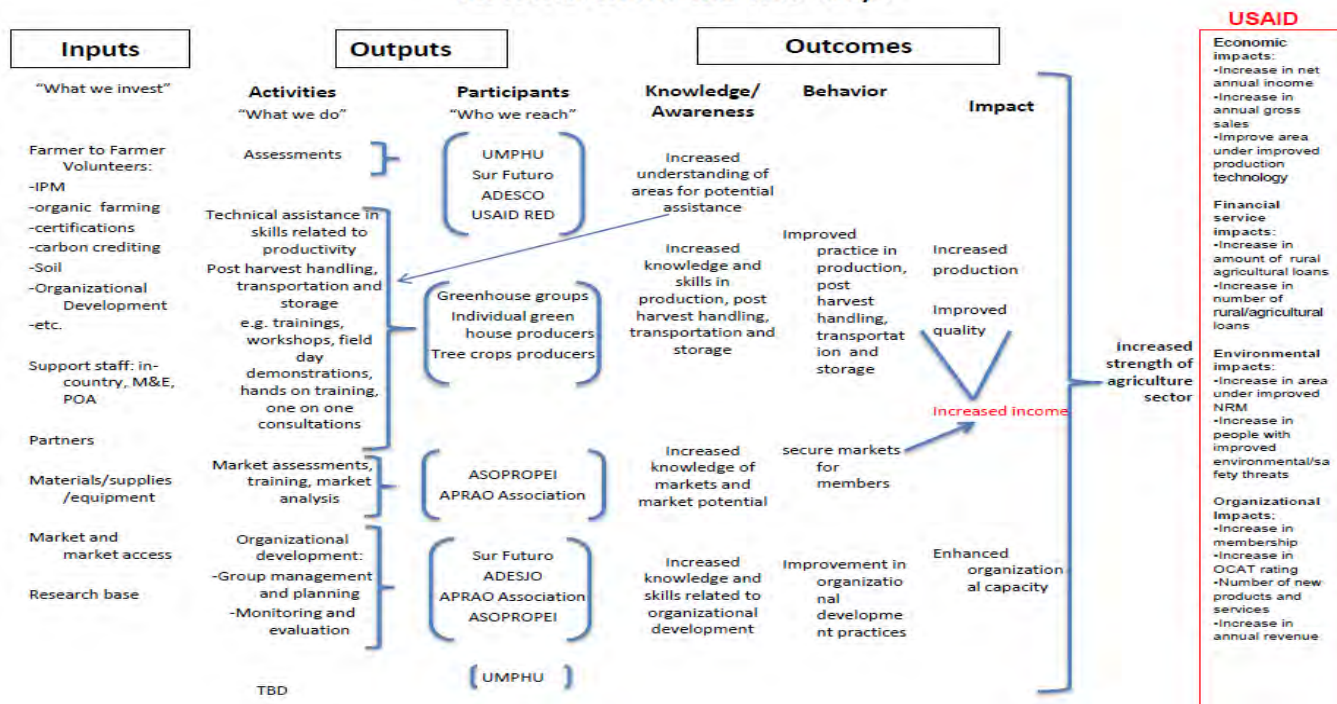 USAID
Inputs
Outputs
Outcomes
"What we invest"
Activities
"What we do"
Participants
"Who we reach"
Knowledge/
Awareness
Behavior
Impact
Farmer to Farmer
Volunteers:
-IPM
-organic farming
-certifications
-carbon crediting
-Soil
-Organizational
Development
-etc.
Support staff: in-
country, M&E,
POA
Partners
Materials/supplies
/equipment
Market and
market access
Research base
Assessments
Technical assistance in
skills related to
productivity
Post harvest handling,
transportation and
storage
e.g. trainings,
workshops, field
day
demonstrations,
hands on training,
one on one
consultations
Market assessments,
training, market
analysis
Organizational
development:
-Group management
and planning
-Monitoring and
evaluation
TBD
UMPHU
Sur Futuro
ADESCO
USAID RED
Greenhouse groups
Individual green
house producers
Tree crops producers
ASOPROPEI
APRAO Association
Sur Futuro
ADESJO
APRAO Association
ASOPROPEI
UMPHU
Increased
understanding of
areas for potential
assistance
Increased
knowledge and
skills in
production, post
harvest handling,
transportation and
storage
Increased
knowledge of
markets and
market potential
Increased
knowledge and
skills related to
organizational
development
Improved
practice in
production,
post
harvest
handling,
transportat
ion and
storage
secure markets
for
members
Improvement in
organizatio
nal
developme
nt practices
Increased
production
Improved
quality
Increased income
Enhanced
organization
al capacity
increased
strength of
agriculture
sector
Economic
impacts:
-Increase in net
annual income
-Increase in
annual gross
sales
-Improve area
under improved
production
technology
Financial
service
impacts:
-Increase in
amount of rural
agricultural loans
-Increase in
number of
rural/agricultural
loans
Environmental
impacts:
-Increase in area
under improved
NRM
-Increase in
people with
improved
environmental/sa
fety threats
Organizational
Impacts;
-Increase in
membership
-Increase in
OCAT rating
-Number of new
products and
services
-Increase in
annual revenue